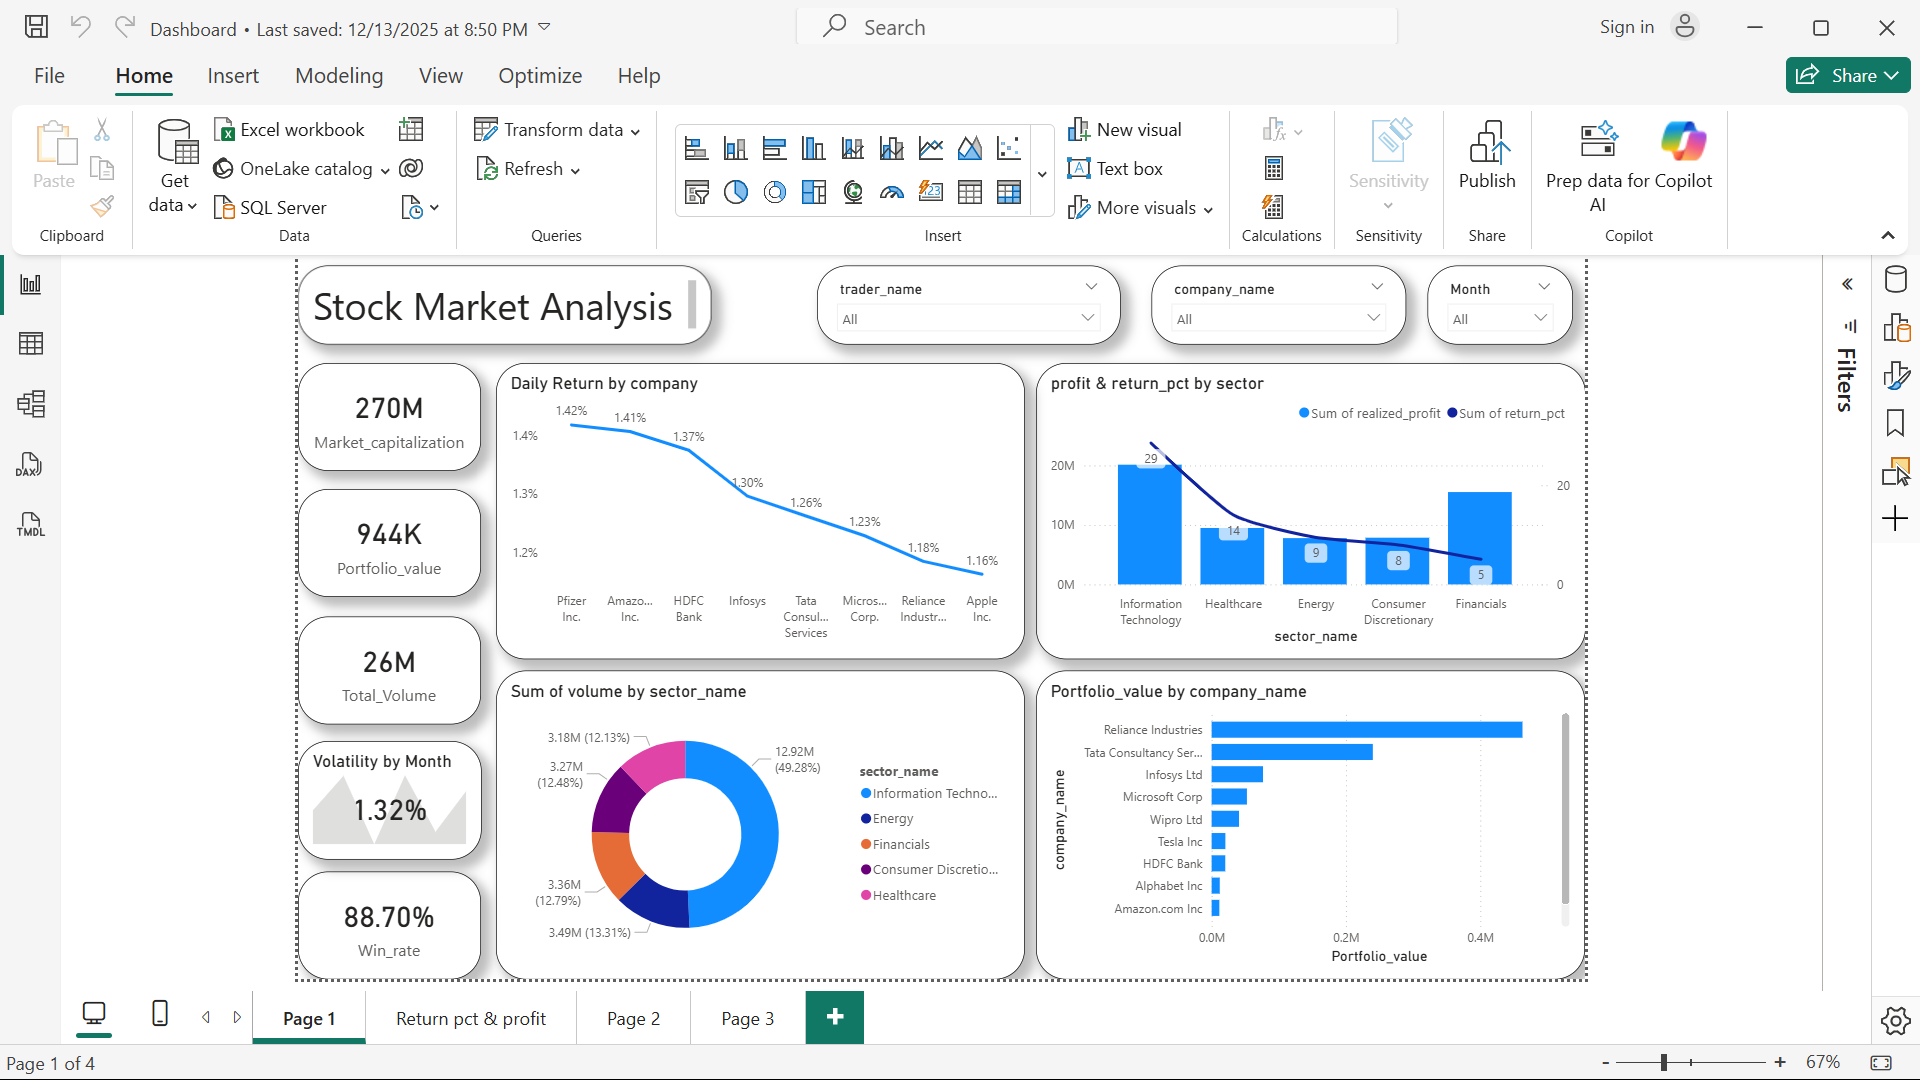 Dashboard • Last saved: 12/13/2025 at 8:50 PM
Search
Sign in
File
Home
Insert
Modeling
View
Optimize
Help
Share
Paste
Clipboard
Get data
Excel workbook
OneLake catalog
SQL Server
Data
Transform data
Refresh
Queries
123
Insert
New visual
A Text box
More visuals
Calculations
Sensitivity
Sensitivity
Publish
Share
Prep data for AI
Copilot
Copilot
DAX
TMDL
Filters
Stock Market Analysis
trader_name
All
company_name
All
Month
All
270M
Market_capitalization
944K
Portfolio_value
26M
Total_Volume
Volatility by Month
1.32%
88.70%
Win_rate
Daily Return by company
1.4%
1.3%
1.2%
1.42%
1.41%
1.37%
1.30%
1.26%
1.23%
1.18%
1.16%
Pfizer Inc.
Amazo... Inc.
HDFC Bank
Infosys
Tata Consul... Services
Micros... Corp.
Reliance Industr...
Apple Inc.
profit & return_pct by sector
Sum of realized_profit
Sum of return_pct
20M
10M
0M
29
14
9
8
5
20
0
Information Technology
Healthcare
Energy
Consumer Discretionary
Financials
sector_name
Sum of volume by sector_name
3.18M (12.13%)
3.27M (12.48%)
3.36M (12.79%)
3.49M (13.31%)
12.92M (49.28%)
sector_name
Information Techno...
Energy
Financials
Consumer Discretio...
Healthcare
Portfolio_value by company_name
company_name
Reliance Industries
Tata Consultancy Ser...
Infosys Ltd
Microsoft Corp
Wipro Ltd
Tesla Inc
HDFC Bank
Alphabet Inc
Amazon.com Inc
0.0M
0.2M
0.4M
Portfolio_value
Page 1
Return pct & profit
Page 2
Page 3
Page 1 of 4
67%